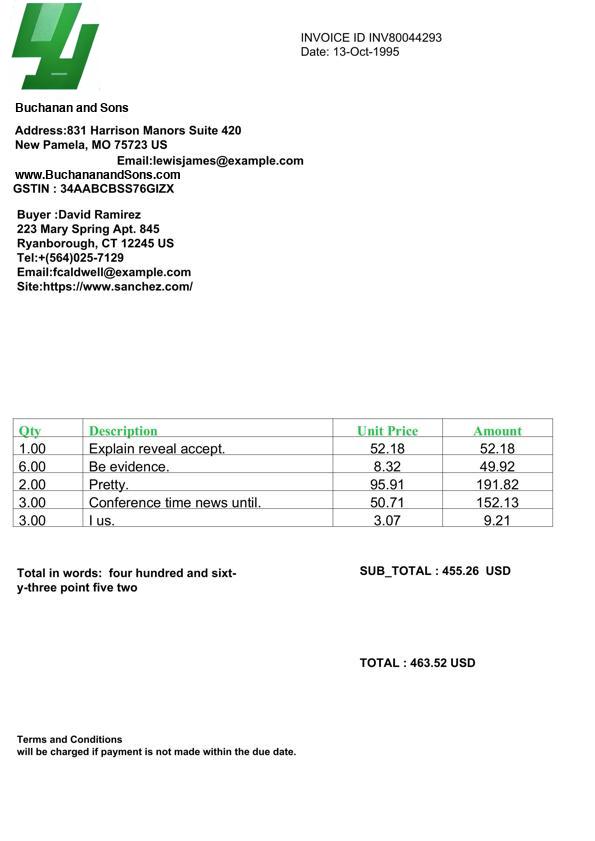 INVOICE ID INV80044293
Date: 13-Oct-1995
Buchanan and Sons
Address:831 Harrison Manors Suite 420
New Pamela, MO 75723 US
Email:lewisjames@example.com
www.BuchananandSons.com
GSTIN : 34AABCBSS76GIZX
Buyer :David Ramirez
223 Mary Spring Apt. 845
Ryanborough, CT 12245 US
Tel:+(564)025-7129
Email:fcaldwell@example.com
Site:https://www.sanchez.com/
Qty Description Unit Price Amount
1.00 Explain reveal accept. 52.18 52.18
6.00 Be evidence. 8.32 49.92
2.00 Pretty. 95.91 191.82
3.00 Conference time news until. 50.71 152.13
3.00 I us. 3.07 9.21
Total in words: four hundred and sixt-
y-three point five two
SUB_TOTAL : 455.26 USD
TOTAL : 463.52 USD
Terms and Conditions
will be charged if payment is not made within the due date.